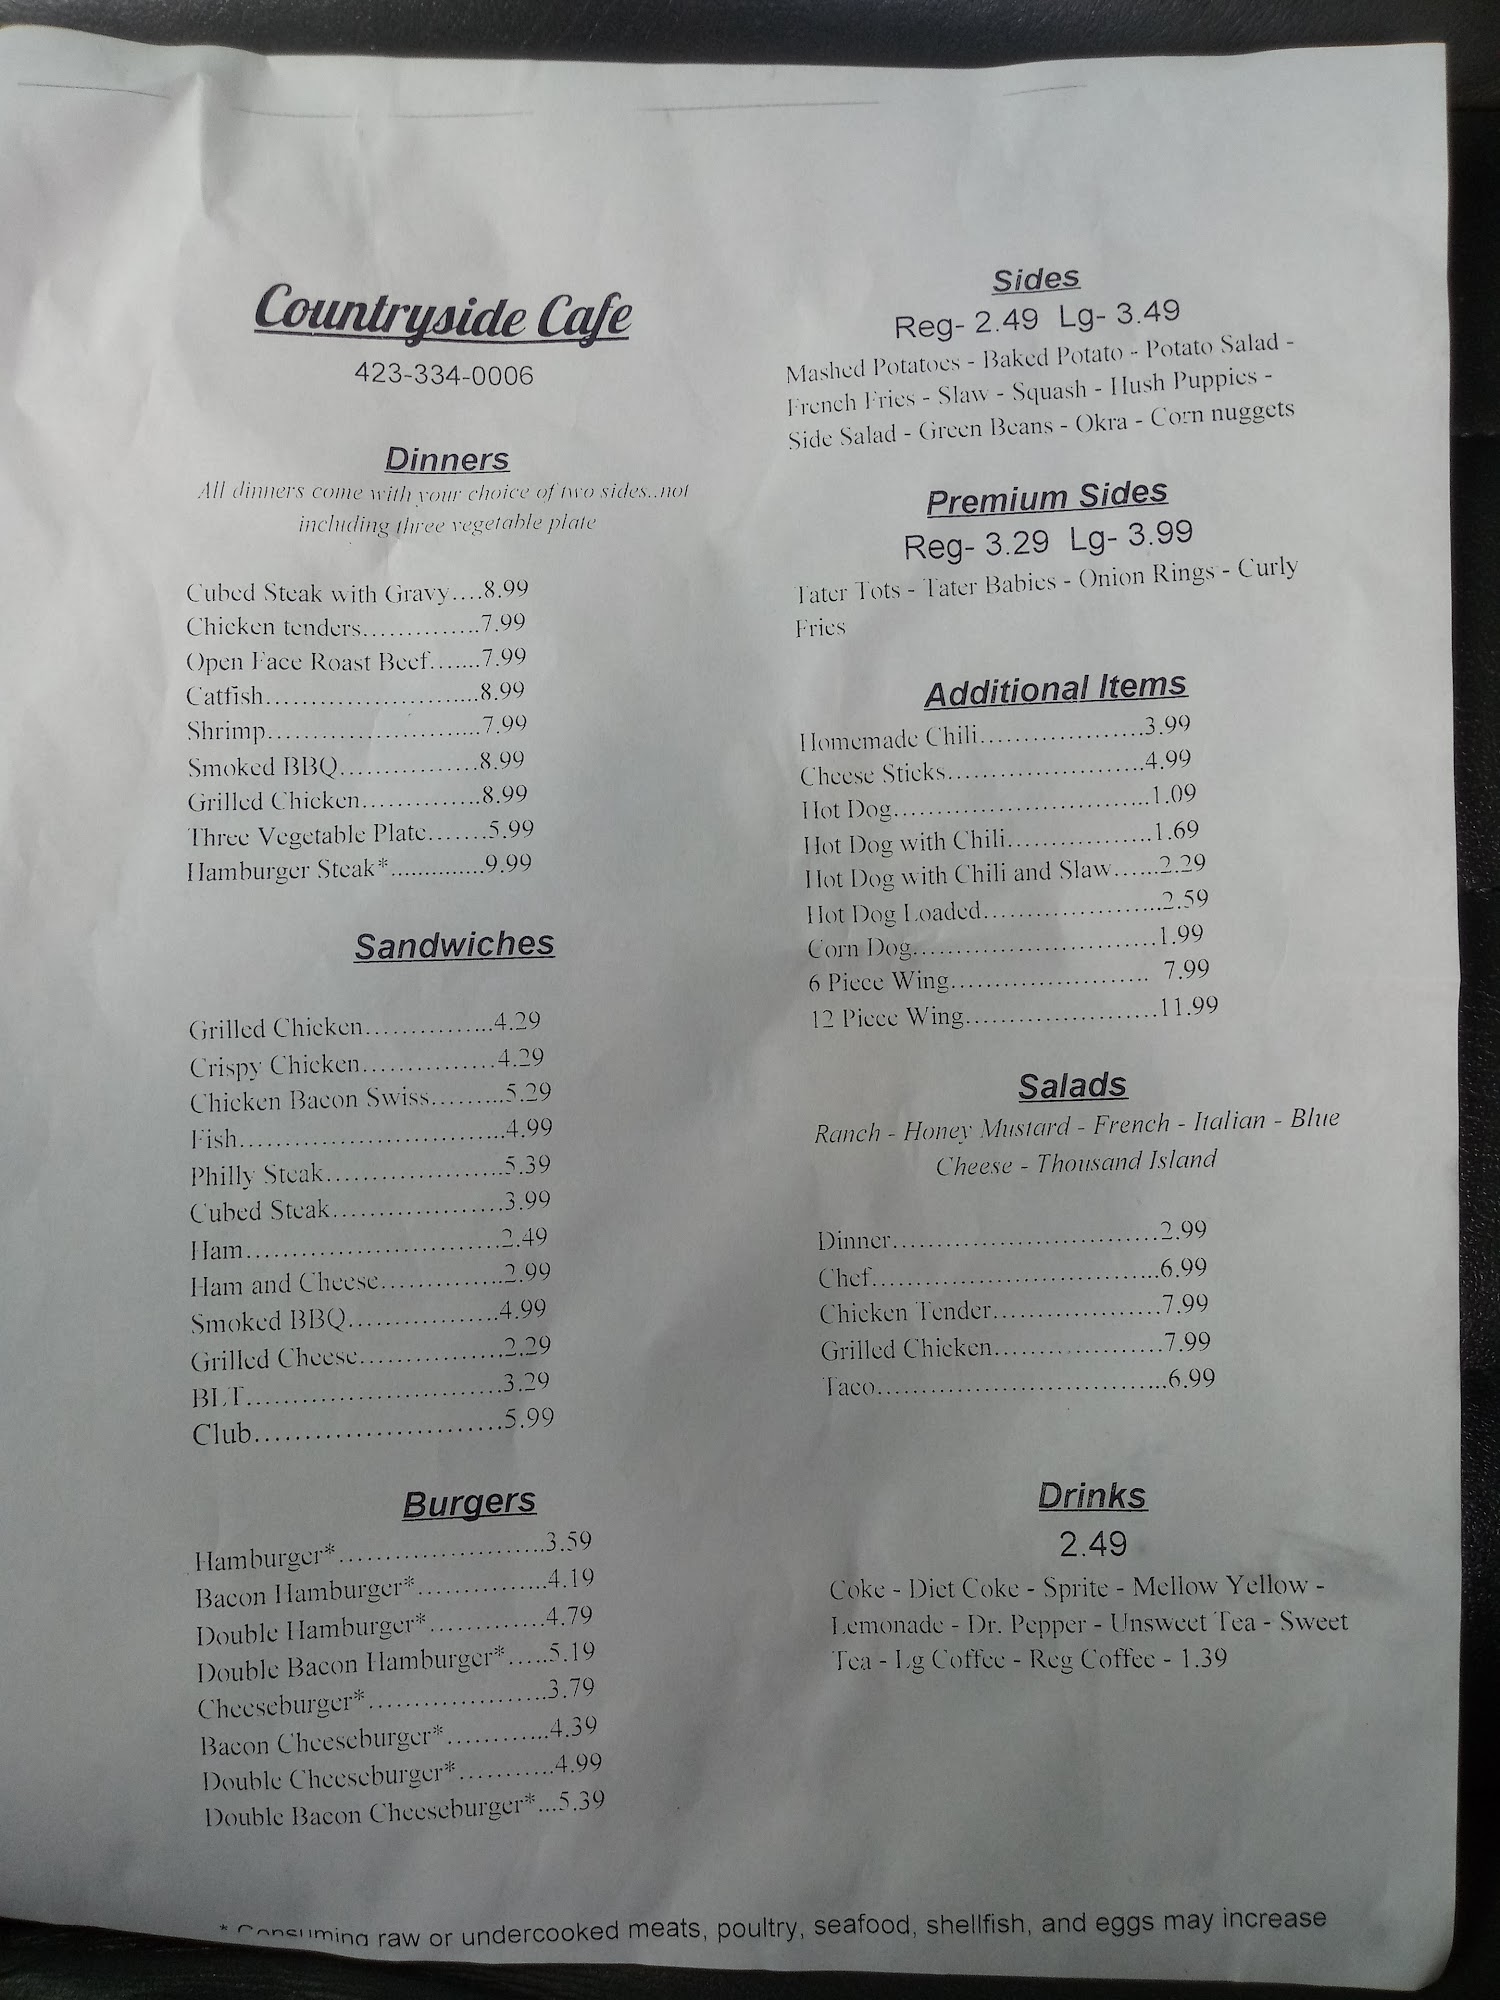 Countryside Cafe
423-334-0006
Dinners
All dinners come with your choice of two sides..not
including three vegetable plate
Cubed Steak with Gravy....8.99
Chicken tenders..............7.99
Open Face Roast Beef.......7.99
Catfish.........................8.99
Shrimp.........................7.99
Smoked BBQ................8.99
Grilled Chicken..............8.99
Three Vegetable Plate.......5.99
Hamburger Steak*..............9.99
Sandwiches
Grilled Chicken...............4.29
Crispy Chicken................4.29
Chicken Bacon Swiss.........5.29
Fish...............................4.99
Philly Steak.....................5.39
Cubed Steak....................3.99
Ham..............................2.49
Ham and Cheese..............2.99
Smoked BBQ..................4.99
Grilled Cheese.................2.29
BLT..............................3.29
Club.............................5.99
Burgers
Hamburger*........................3.59
Bacon Hamburger*...............4.19
Double Hamburger*.............4.79
Double Bacon Hamburger*.....5.19
Cheeseburger*.....................3.79
Bacon Cheeseburger*............4.39
Double Cheeseburger*...........4.99
Double Bacon Cheeseburger*...5.39
Sides
Reg- 2.49 Lg- 3.49
Mashed Potatoes - Baked Potato - Potato Salad -
French Fries - Slaw - Squash - Hush Puppies -
Side Salad - Green Beans - Okra - Corn nuggets
Premium Sides
Reg- 3.29 Lg- 3.99
Tater Tots - Tater Babies - Onion Rings - Curly
Fries
Additional Items
Homemade Chili...................3.99
Cheese Sticks.......................4.99
Hot Dog..............................1.09
Hot Dog with Chili.................1.69
Hot Dog with Chili and Slaw......2.29
Hot Dog Loaded.....................2.59
Corn Dog............................1.99
6 Piece Wing....................... 7.99
12 Piece Wing......................11.99
Salads
Ranch - Honey Mustard - French - Italian - Blue
Cheese - Thousand Island
Dinner...............................2.99
Chef.................................6.99
Chicken Tender....................7.99
Grilled Chicken....................7.99
Taco..................................6.99
Drinks
2.49
Coke - Diet Coke - Sprite - Mellow Yellow -
Lemonade - Dr. Pepper - Unsweet Tea - Sweet
Tea - Lg Coffee - Reg Coffee - 1.39
* Consuming raw or undercooked meats, poultry, seafood, shellfish, and eggs may increase